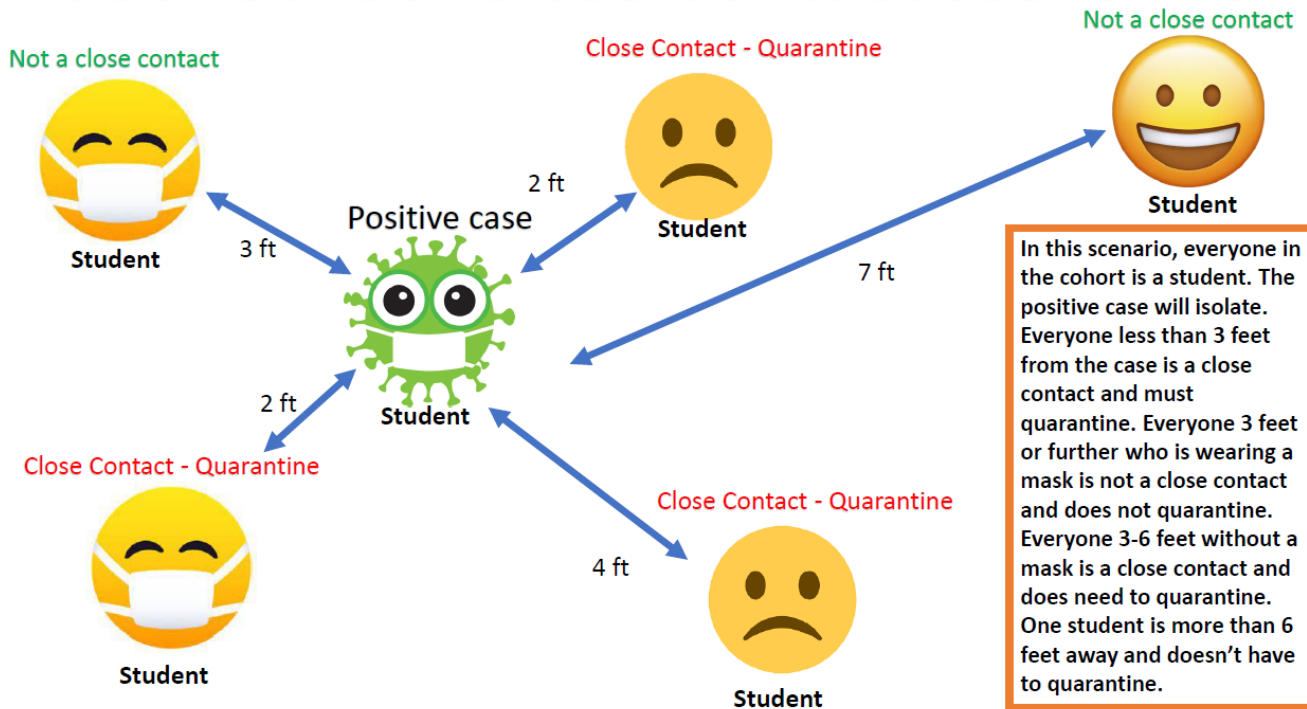 Not a close contact
Student
3 ft
Positive case
Student
Close Contact - Quarantine
2 ft
Student
Not a close contact
7 ft
Student
2 ft
Close Contact - Quarantine
Student
4 ft
Close Contact - Quarantine
Student
In this scenario, everyone in
the cohort is a student. The
positive case will isolate.
Everyone less than 3 feet
from the case is a close
contact and must
quarantine. Everyone 3 feet
or further who is wearing a
mask is not a close contact
and does not quarantine.
Everyone 3-6 feet without a
mask is a close contact and
does need to quarantine.
One student is more than 6
feet away and doesn’t have
to quarantine.